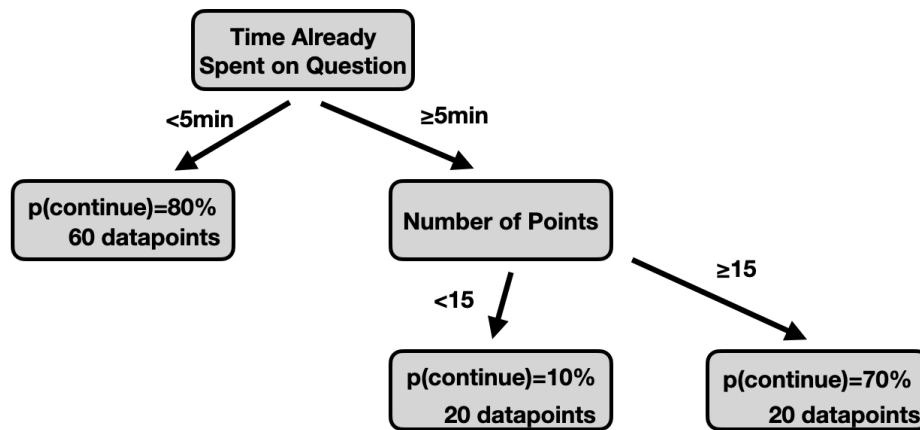 Time Already
Spent on Question
<5min
≥5min
p(continue)=80%
60 datapoints
Number of Points
<15
≥15
p(continue)=10%
20 datapoints
p(continue)=70%
20 datapoints